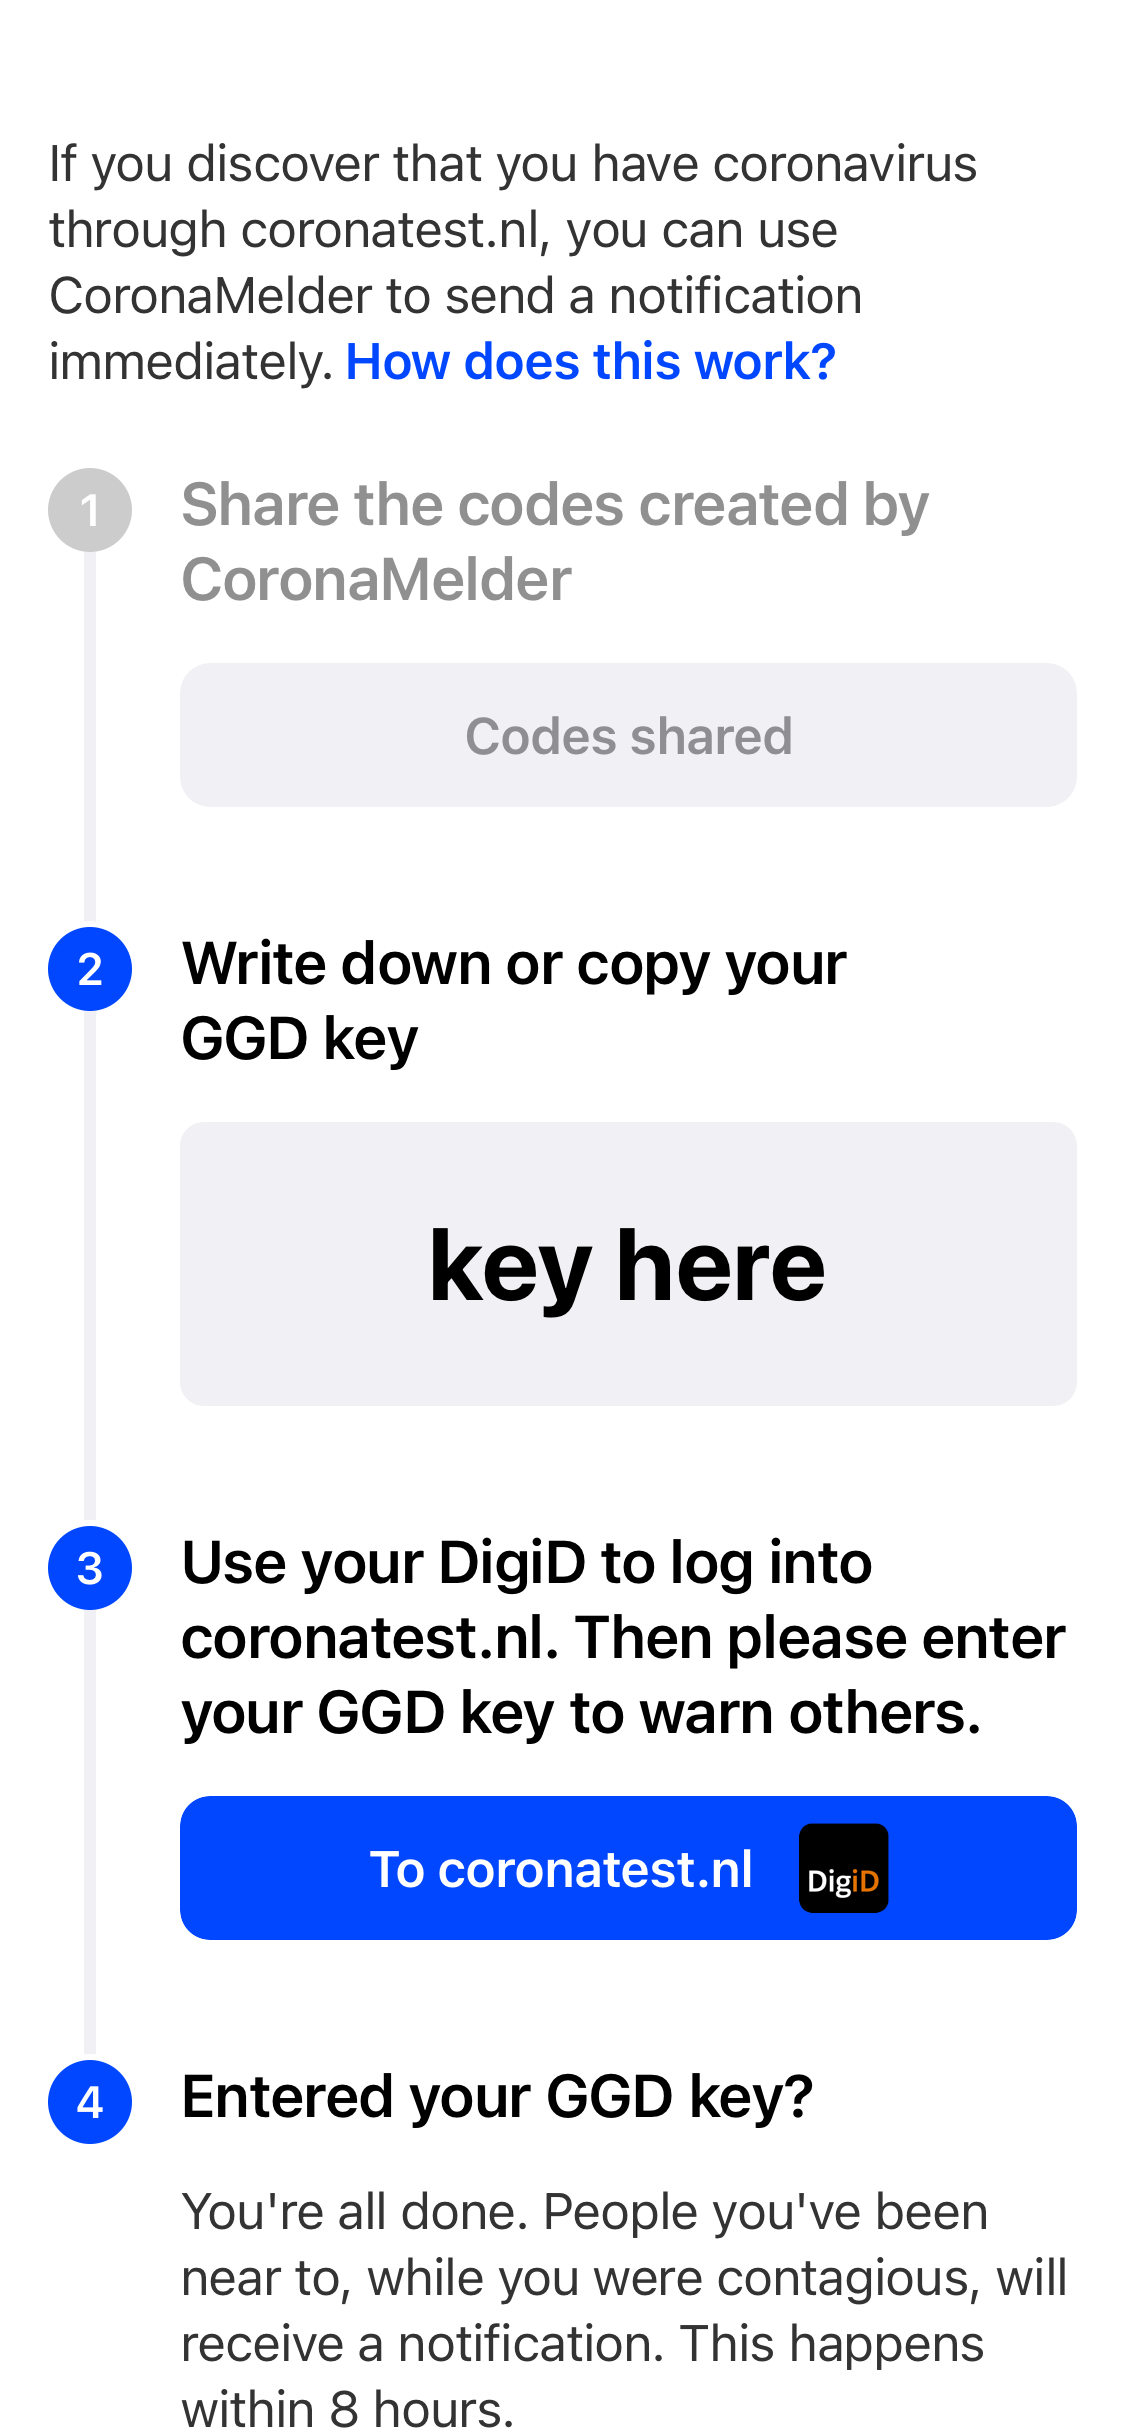 If you discover that you have coronavirus
through coronatest.nl, you can use
CoronaMelder to send a notification
immediately. How does this work?
1
Share the codes created by
CoronaMelder
Codes shared
2
Write down or copy your
GGD key
key here
3
Use your DigiD to log into
coronatest.nl. Then please enter
your GGD key to warn others.
To coronatest.nl DigiD
4
Entered your GGD key?
You're all done. People you've been
near to, while you were contagious, will
receive a notification. This happens
within 8 hours.